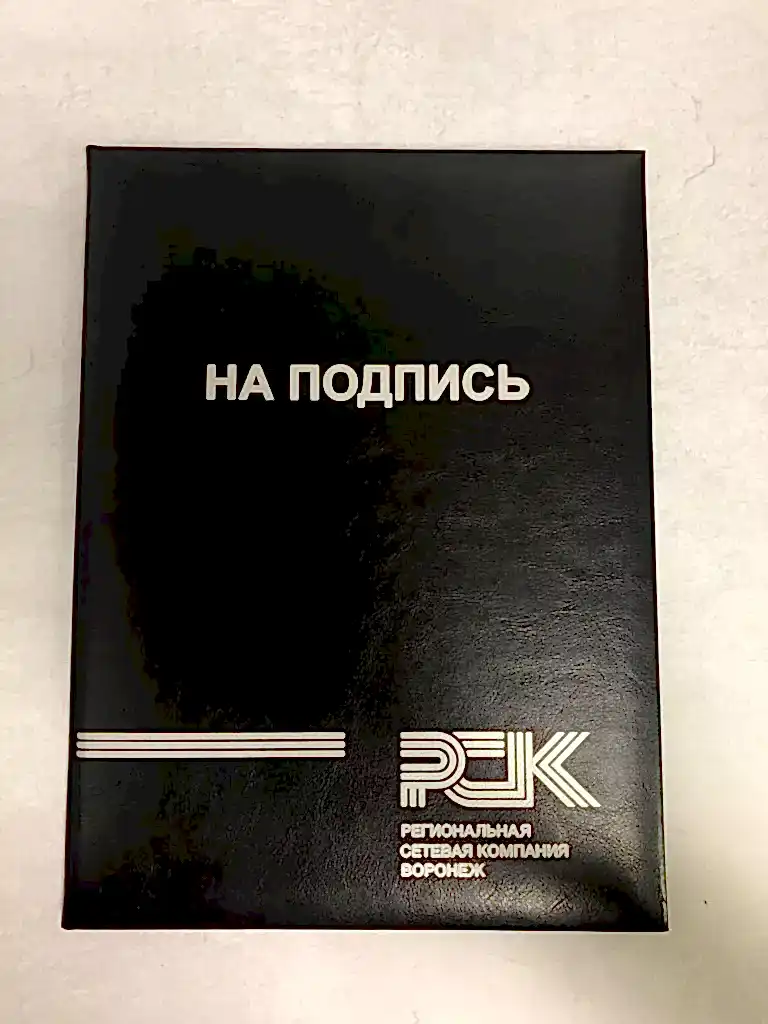 НА ПОДПИСЬ
РСК
РЕГИОНАЛЬНАЯ
СЕТЕВАЯ КОМПАНИЯ
ВОРОНЕЖ